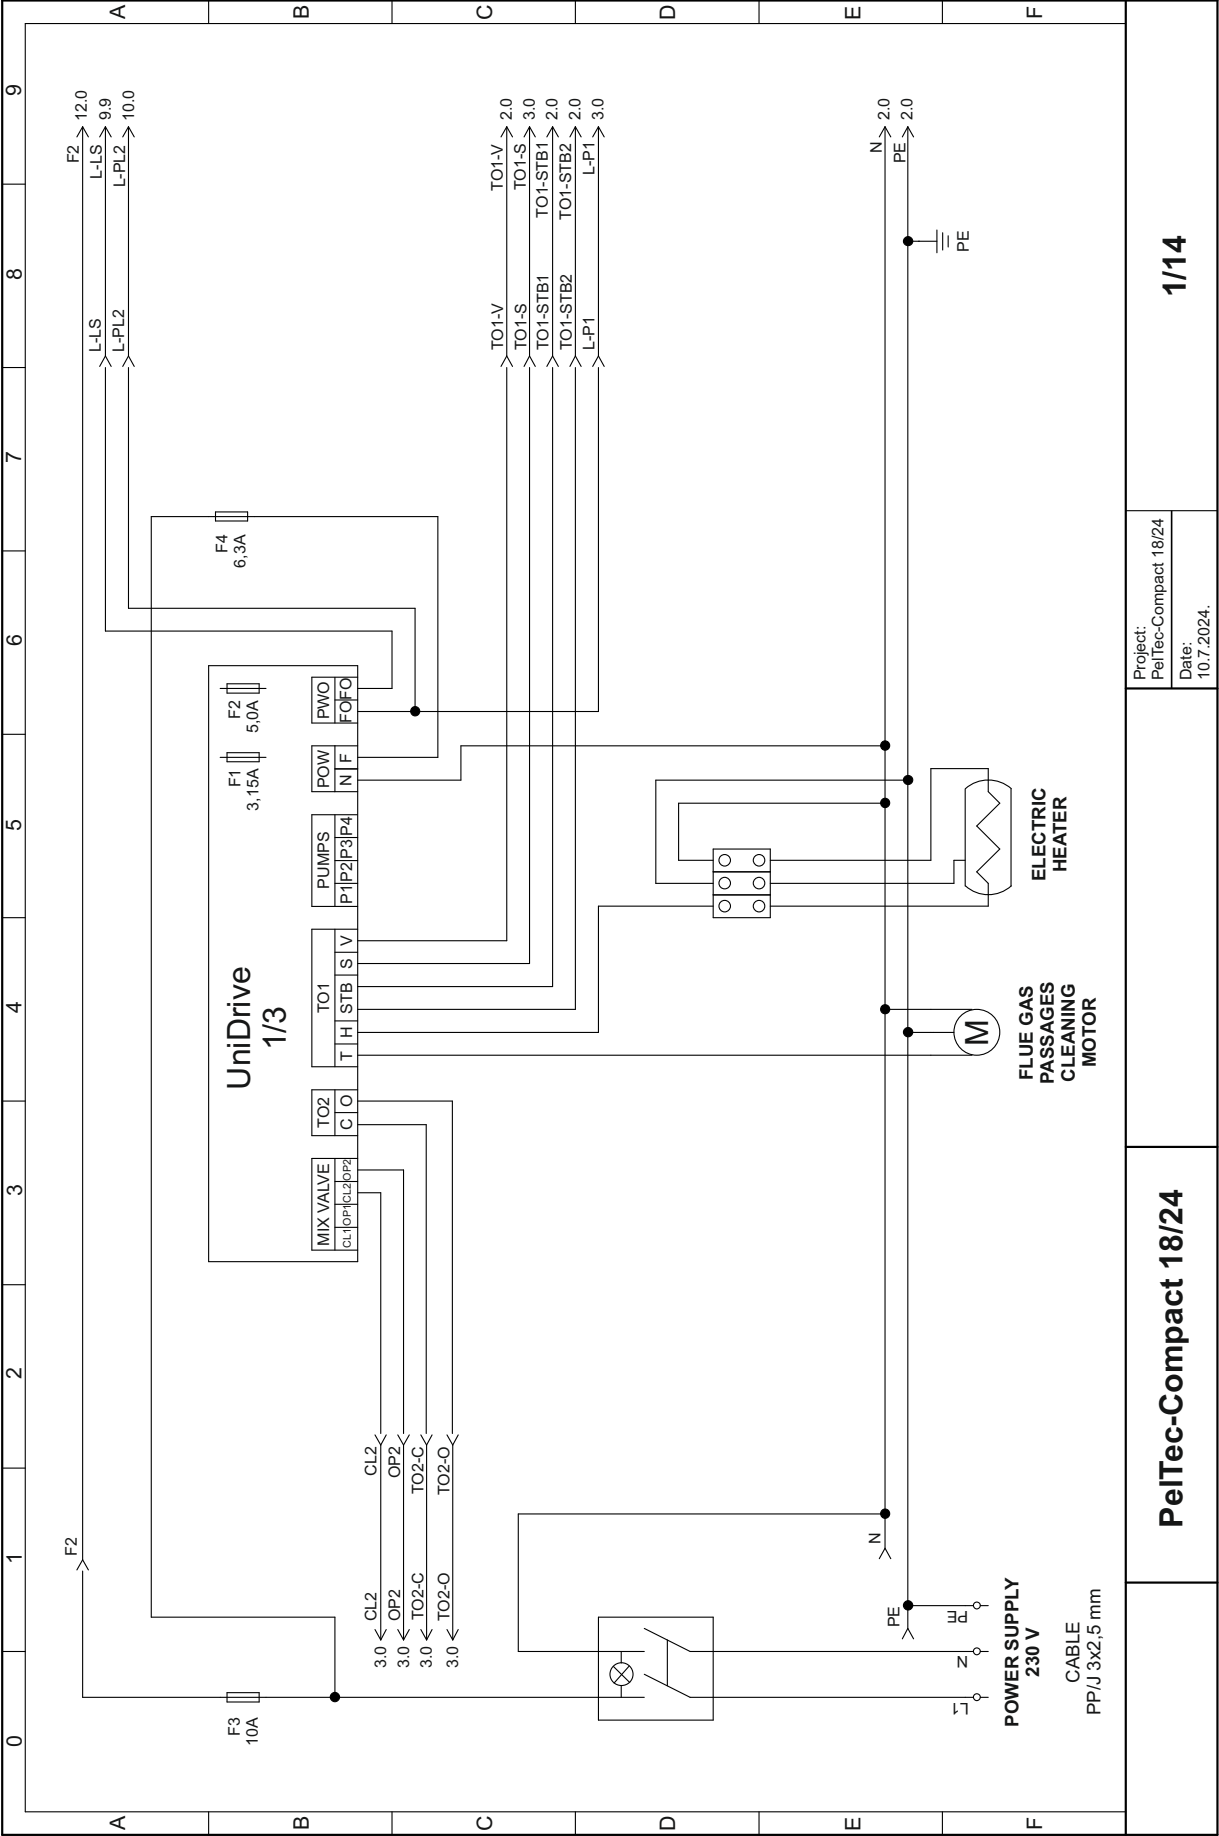 0 1 2 3 4 5 6 7 8 9
A
B
C
D
E
F
A
B
C
D
E
F
F2
F2
12.0
L-LS
L-LS
9.9
L-PL2
L-PL2
10.0
F3
10A
F4
6,3A
UniDrive
1/3
F1
3,15A
F2
5,0A
MIX VALVE
CL1 OP1 CL2 OP2
TO2
C O
TO1
T H STB S V
PUMPS
P1 P2 P3 P4
POW
N F
PWO
FO FO
3.0 CL2 CL2
3.0 OP2 OP2
3.0 TO2-C TO2-C
3.0 TO2-O TO2-O
TO1-V TO1-V 2.0
TO1-S TO1-S 3.0
TO1-STB1 TO1-STB1 2.0
TO1-STB2 TO1-STB2 2.0
L-P1 L-P1 3.0
N
N 2.0
PE
PE 2.0
PE
L1 N PE
POWER SUPPLY
230 V
CABLE
PP/J 3x2,5 mm
M
FLUE GAS
PASSAGES
CLEANING
MOTOR
ELECTRIC
HEATER
PelTec-Compact 18/24
Project:
PelTec-Compact 18/24
Date:
10.7.2024.
1/14